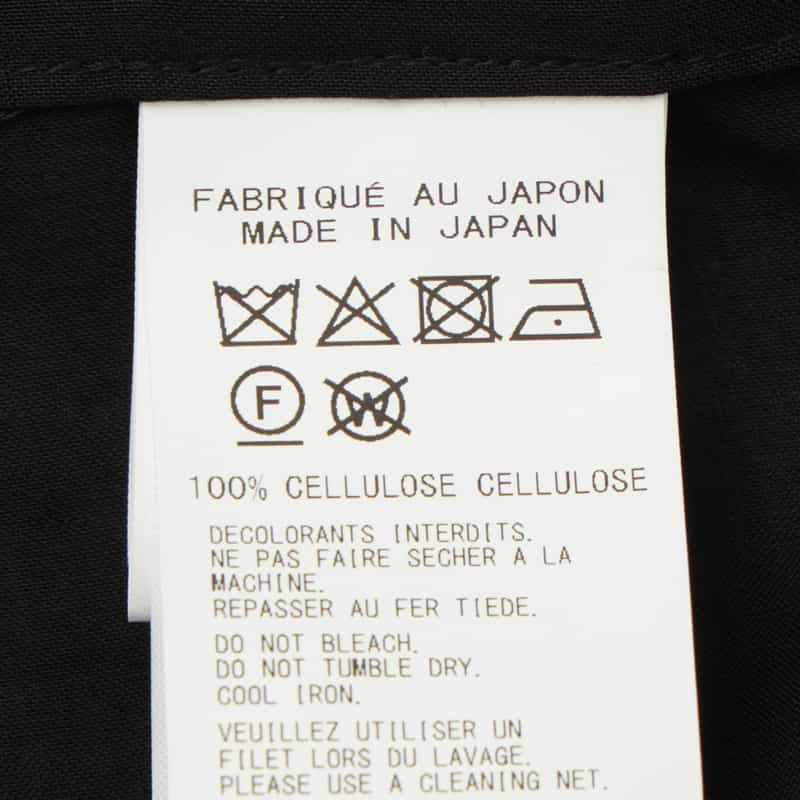 FABRIQUÉ AU JAPON
MADE IN JAPAN
F W
100% CELLULOSE CELLULOSE
DECOLORANTS INTERDITS.
NE PAS FAIRE SECHER A LA
MACHINE.
REPASSER AU FER TIEDE.
DO NOT BLEACH.
DO NOT TUMBLE DRY.
COOL IRON.
VEUILLEZ UTILISER UN
FILET LORS DU LAVAGE.
PLEASE USE A CLEANING NET.